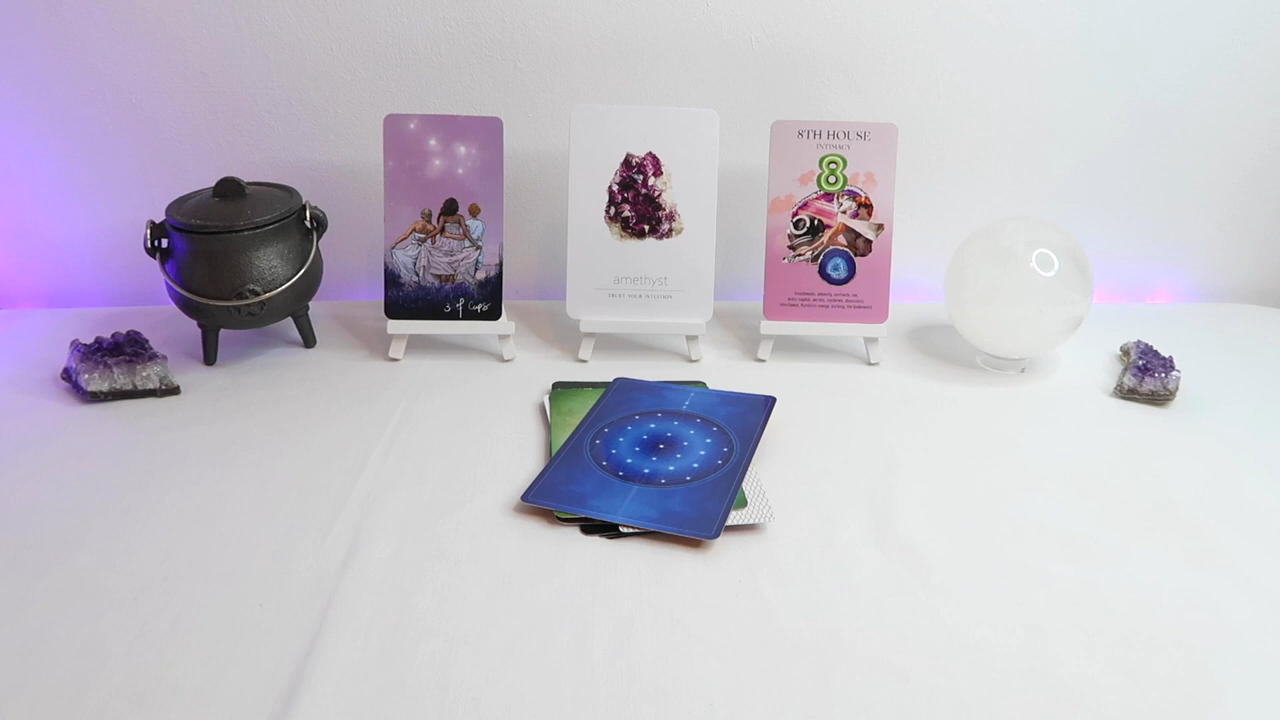 3 of Cups
amethyst
TRUST YOUR INTUITION
8TH HOUSE
INTIMACY
8